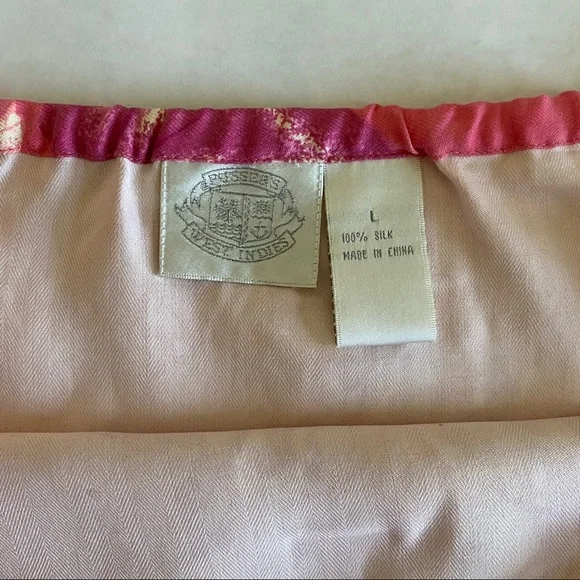 PUSSER'S
WEST INDIES
L
100% SILK
MADE IN CHINA